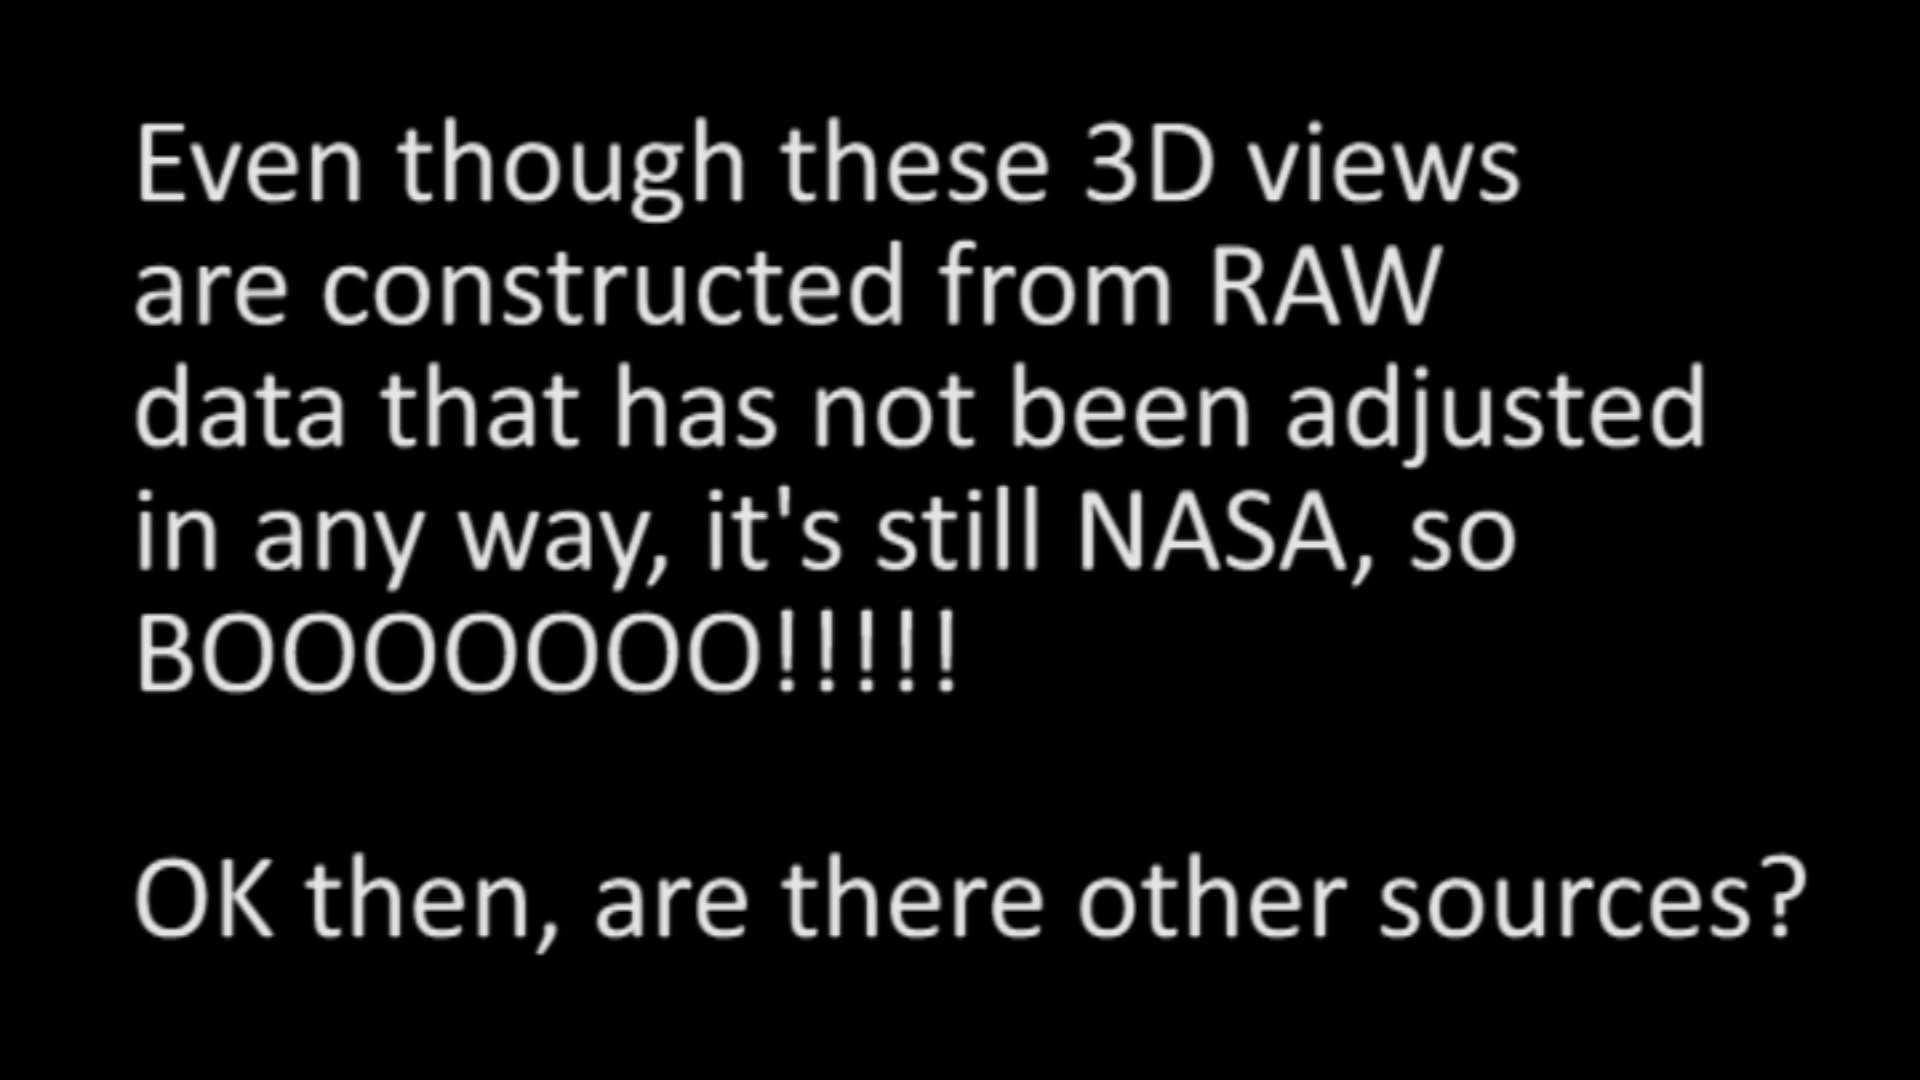 Even though these 3D views
are constructed from RAW
data that has not been adjusted
in any way, it's still NASA, so
BOOOOOOO!!!!!
OK then, are there other sources?